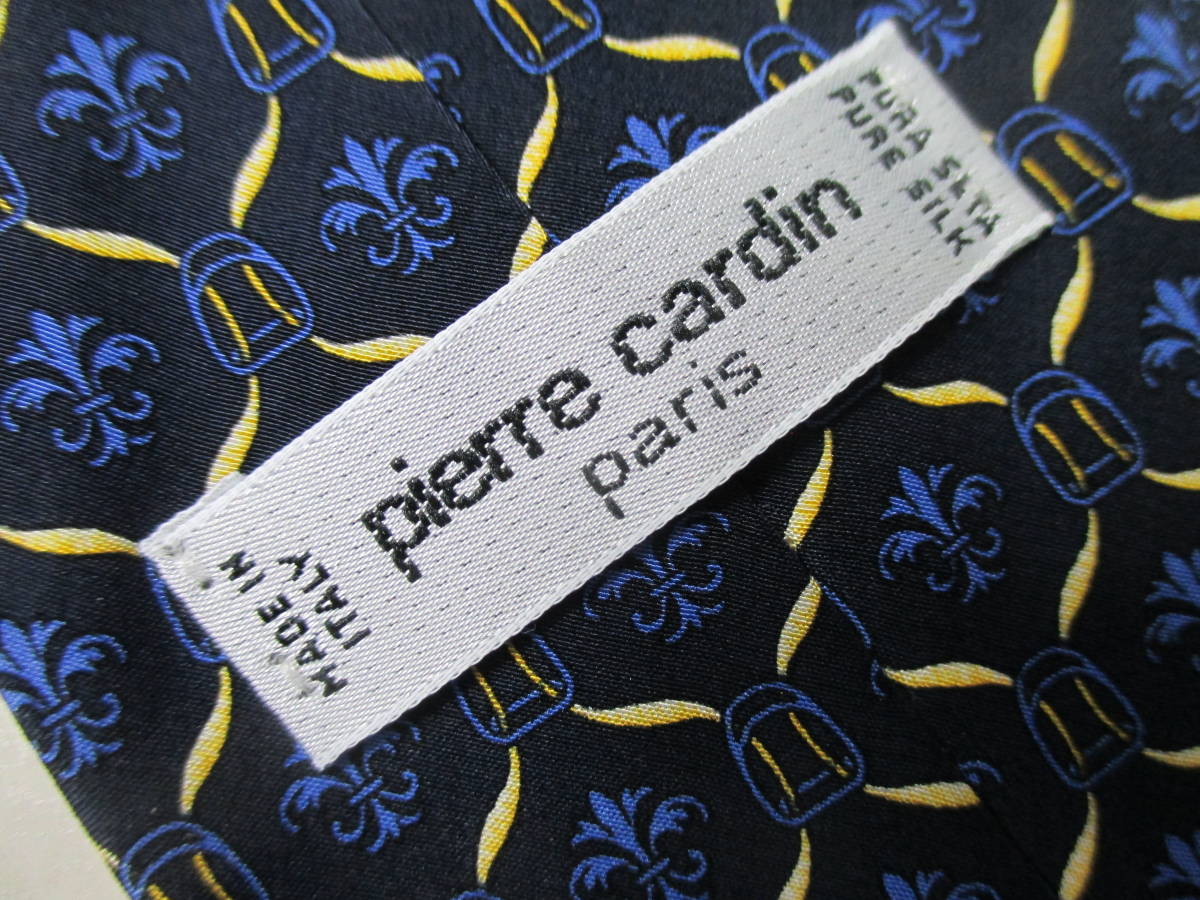 pierre cardin
paris
MADE IN
ITALY
PURA SETA
PURE SILK